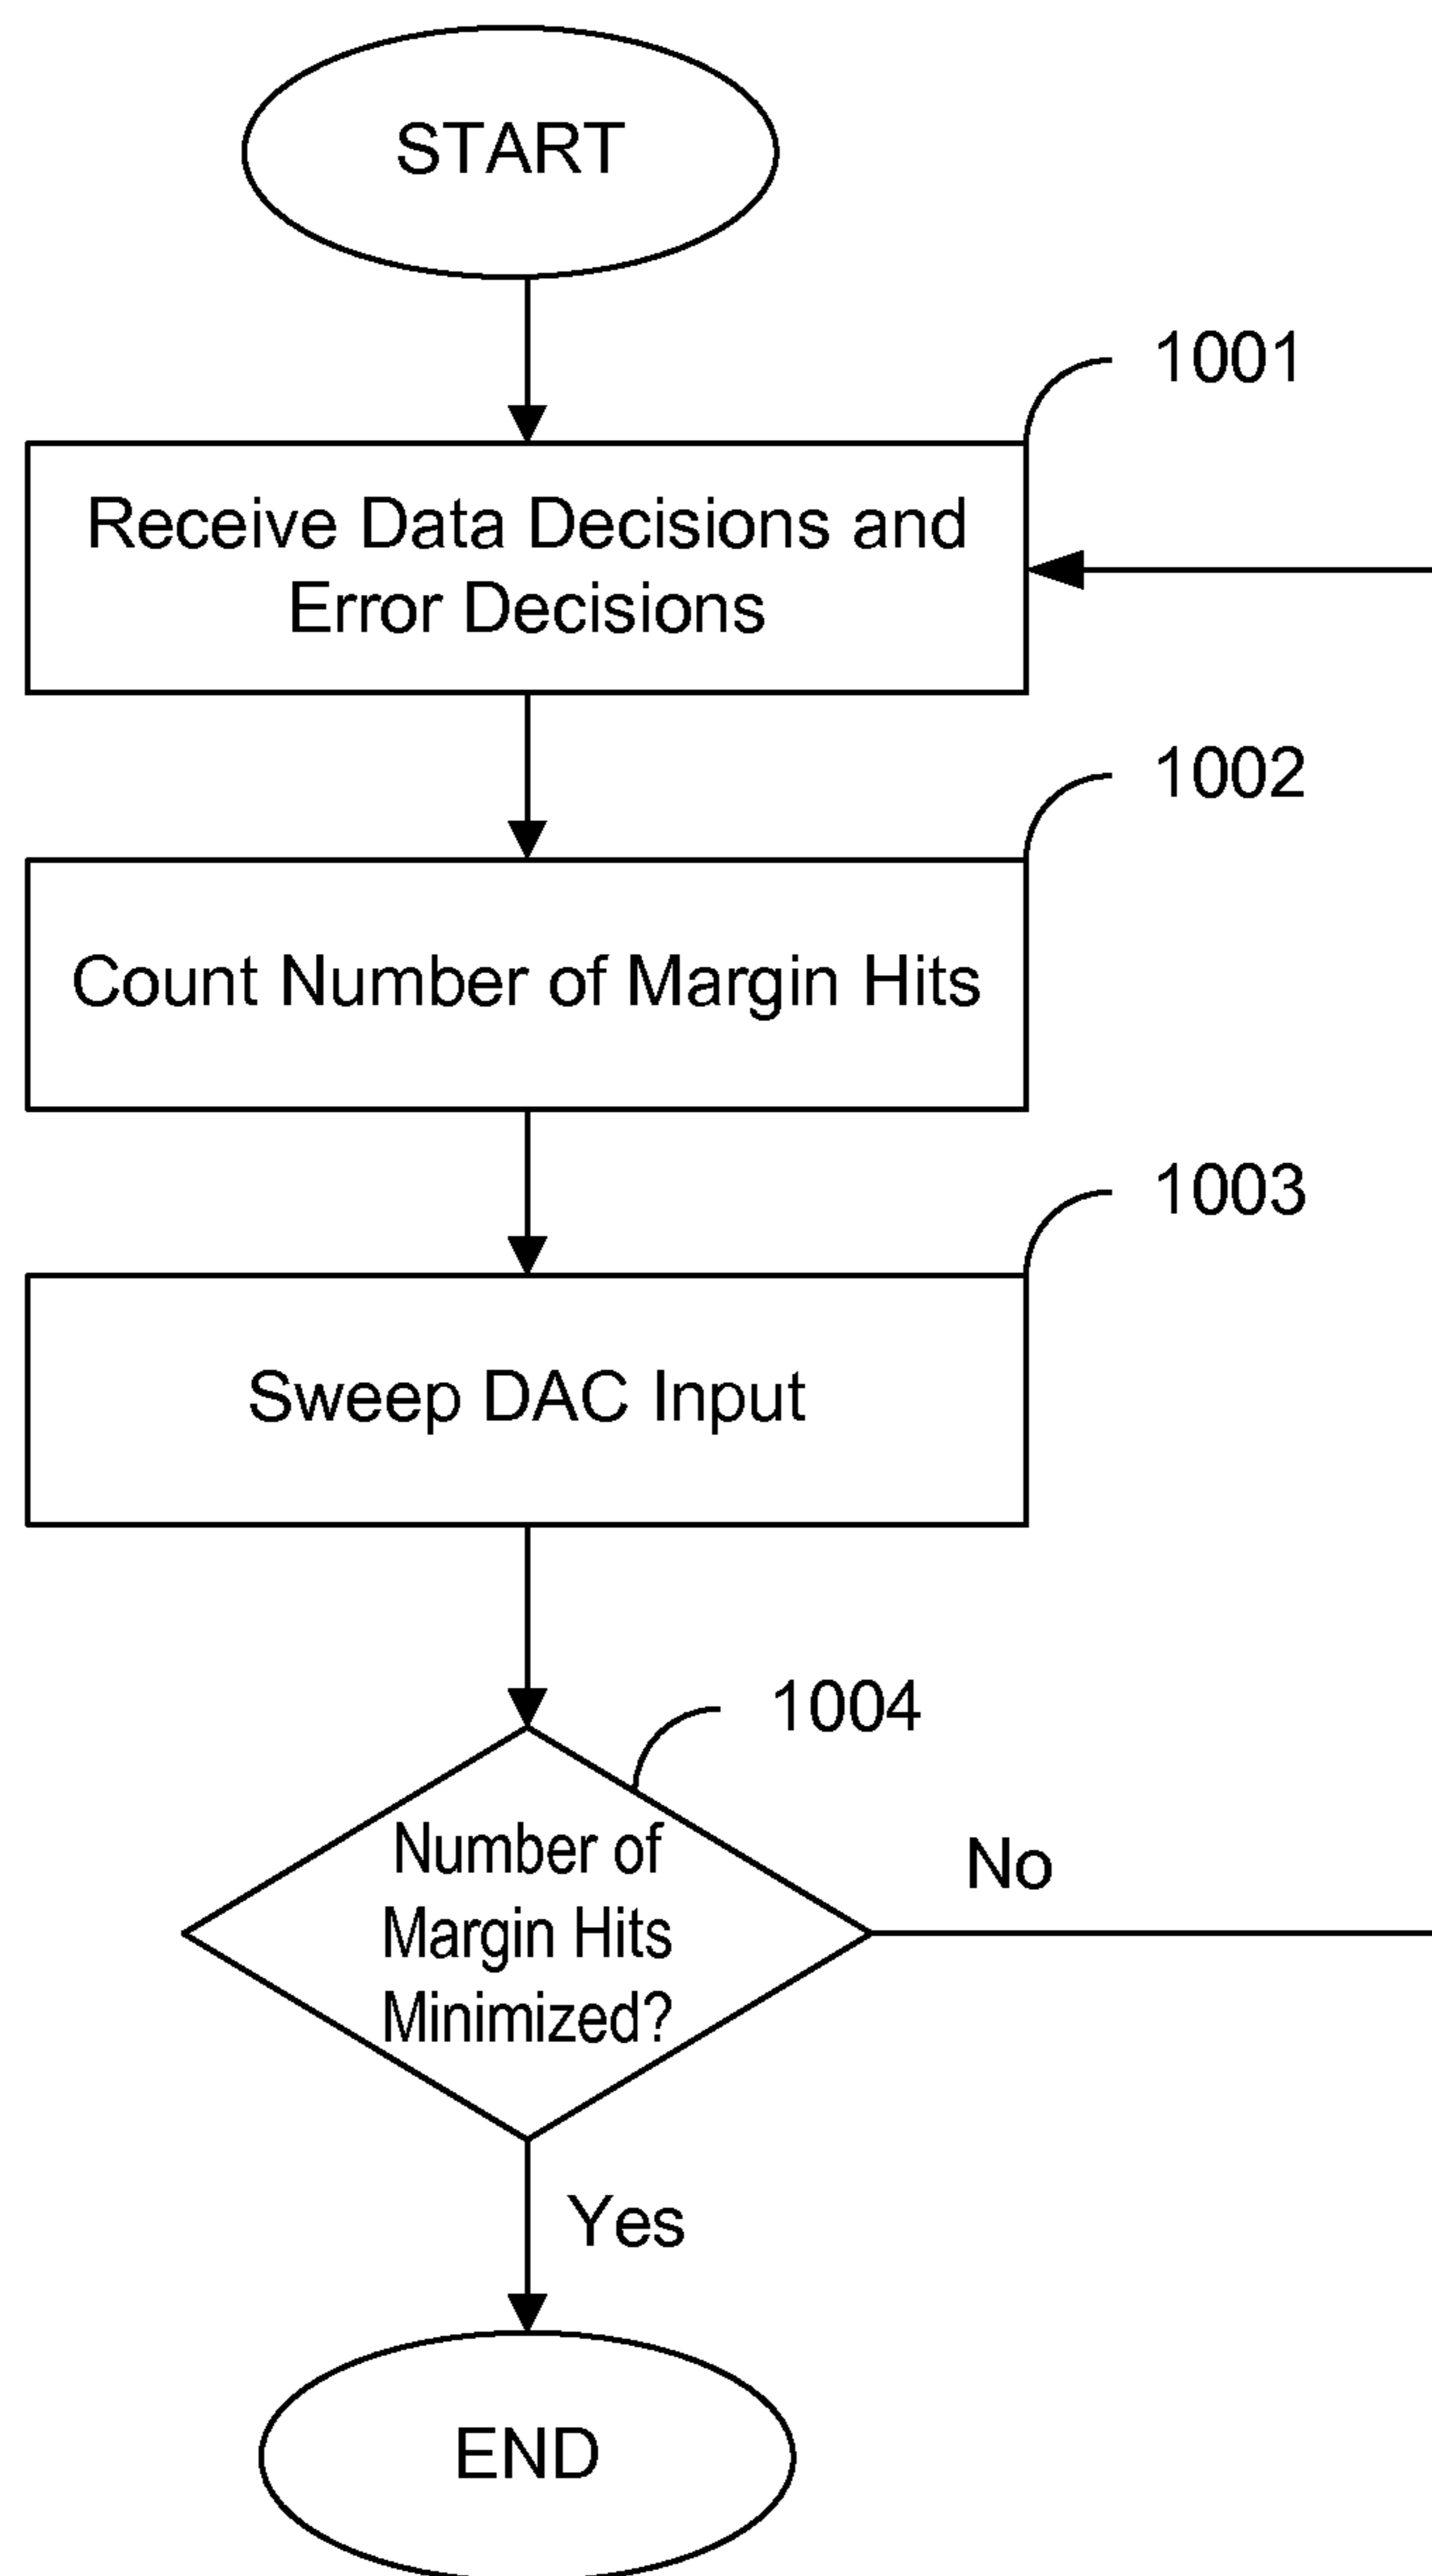 START
1001
Receive Data Decisions and
Error Decisions
1002
Count Number of Margin Hits
1003
Sweep DAC Input
1004
Number of
Margin Hits
Minimized?
No
Yes
END